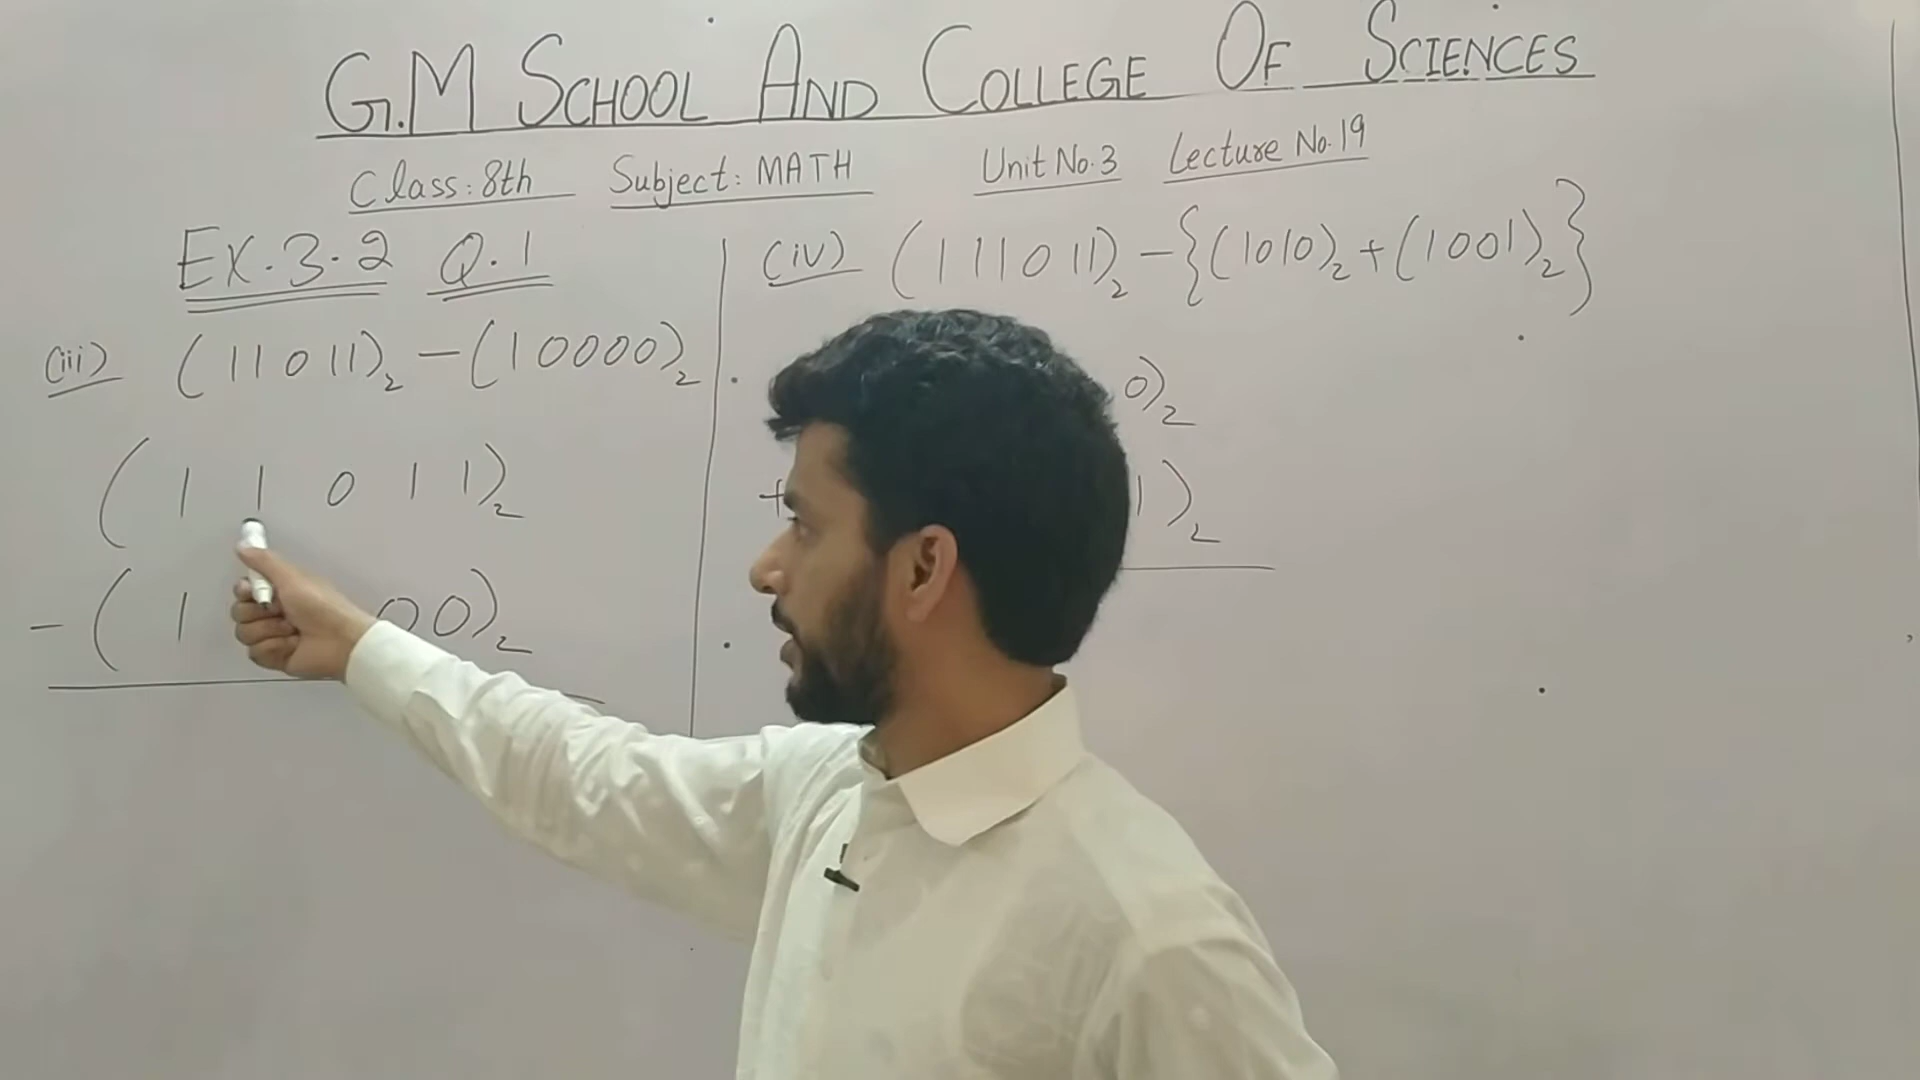 G.M SCHOOL AND COLLEGE OF SCIENCES
Class: 8th Subject: MATH Unit No.3 Lecture No.19
EX.3.2 Q.1
(iii) (11011)₂ - (10000)₂
(1 1 0 1 1)₂
- (1 00)₂
(iv) (111011)₂ - {(1010)₂ + (1001)₂}
0)₂
+ 1)₂